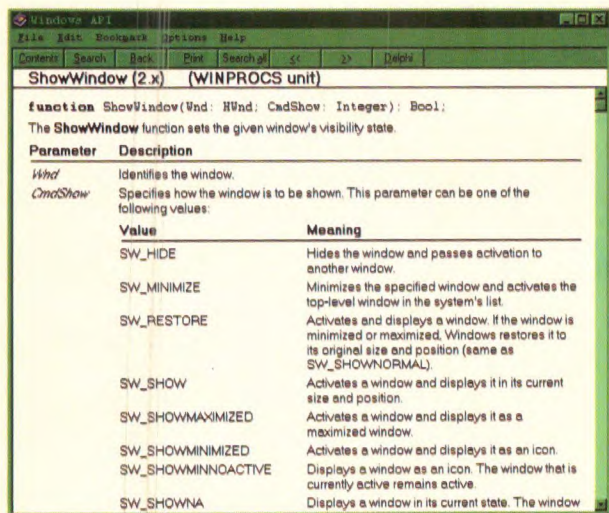 Windows API
File Edit Bookmark Options Help
Contents Search Back Print Search all << >> Delphi
ShowWindow (2.x) (WINPROCS unit)
function ShowWindow(Wnd: HWnd; CmdShow: Integer): Bool;
The ShowWindow function sets the given window's visibility state.
Parameter Description
Wnd Identifies the window.
CmdShow Specifies how the window is to be shown. This parameter can be one of the
following values:
Value Meaning
SW_HIDE Hides the window and passes activation to
another window.
SW_MINIMIZE Minimizes the specified window and activates the
top-level window in the system's list.
SW_RESTORE Activates and displays a window. If the window is
minimized or maximized, Windows restores it to
its original size and position (same as
SW_SHOWNORMAL).
SW_SHOW Activates a window and displays it in its current
size and position.
SW_SHOWMAXIMIZED Activates a window and displays it as a
maximized window.
SW_SHOWMINIMIZED Activates a window and displays it as an icon.
SW_SHOWMINNOACTIVE Displays a window as an icon. The window that is
currently active remains active.
SW_SHOWNA Displays a window in its current state. The window